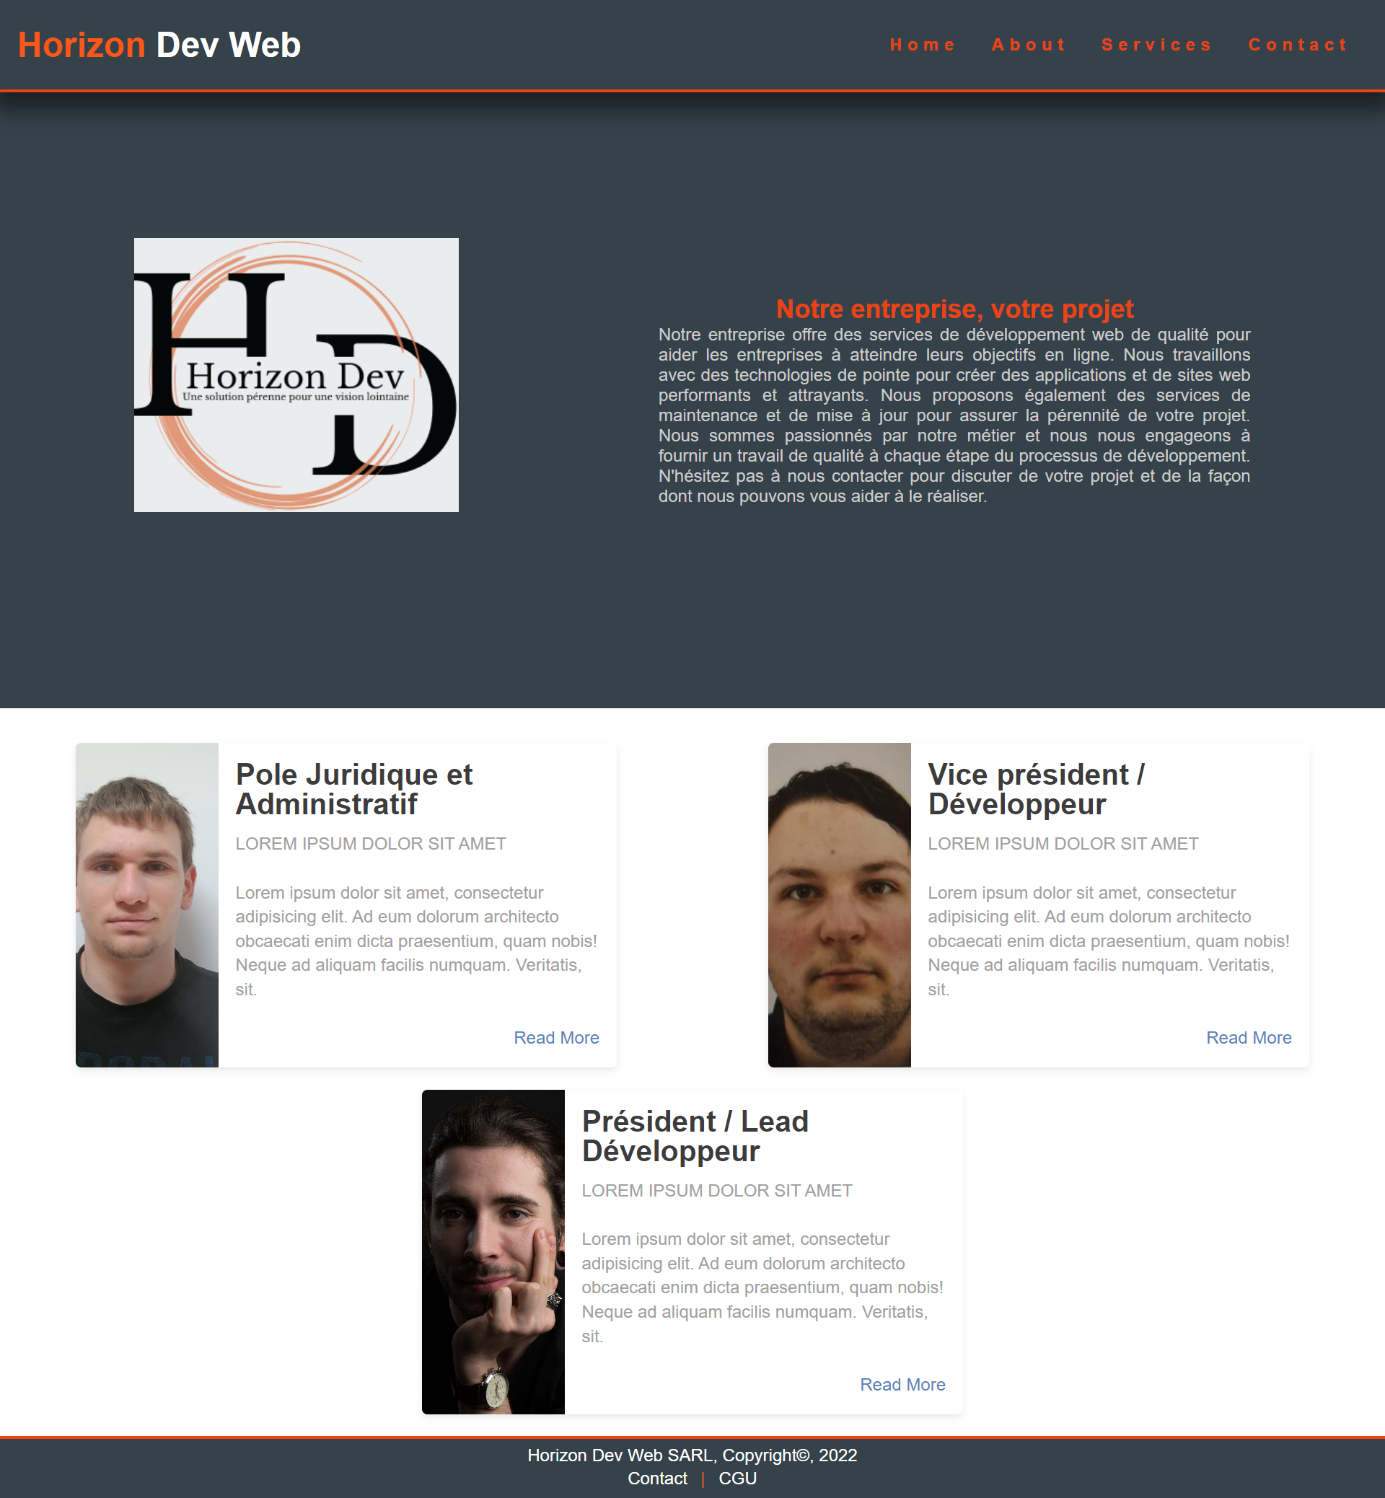 Horizon Dev Web
Home About Services Contact
Horizon Dev
Une solution pérenne pour une vision lointaine
Notre entreprise, votre projet
Notre entreprise offre des services de développement web de qualité pour
aider les entreprises à atteindre leurs objectifs en ligne. Nous travaillons
avec des technologies de pointe pour créer des applications et de sites web
performants et attrayants. Nous proposons également des services de
maintenance et de mise à jour pour assurer la pérennité de votre projet.
Nous sommes passionnés par notre métier et nous nous engageons à
fournir un travail de qualité à chaque étape du processus de développement.
N'hésitez pas à nous contacter pour discuter de votre projet et de la façon
dont nous pouvons vous aider à le réaliser.
Pole Juridique et
Administratif
LOREM IPSUM DOLOR SIT AMET
Lorem ipsum dolor sit amet, consectetur
adipisicing elit. Ad eum dolorum architecto
obcaecati enim dicta praesentium, quam nobis!
Neque ad aliquam facilis numquam. Veritatis,
sit.
Read More
Vice président /
Développeur
LOREM IPSUM DOLOR SIT AMET
Lorem ipsum dolor sit amet, consectetur
adipisicing elit. Ad eum dolorum architecto
obcaecati enim dicta praesentium, quam nobis!
Neque ad aliquam facilis numquam. Veritatis,
sit.
Read More
Président / Lead
Développeur
LOREM IPSUM DOLOR SIT AMET
Lorem ipsum dolor sit amet, consectetur
adipisicing elit. Ad eum dolorum architecto
obcaecati enim dicta praesentium, quam nobis!
Neque ad aliquam facilis numquam. Veritatis,
sit.
Read More
Horizon Dev Web SARL, Copyright©, 2022
Contact | CGU